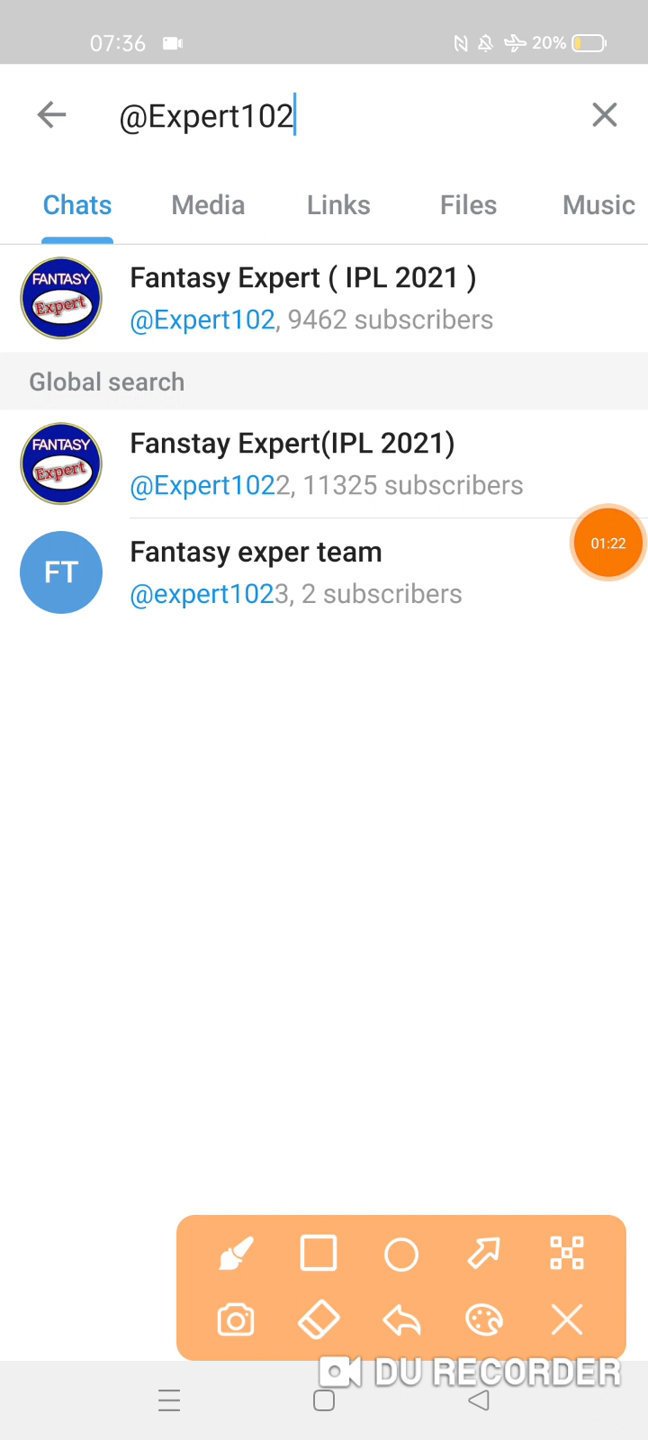 07:36
20%
@Expert102
Chats Media Links Files Music
FANTASY
Expert
Fantasy Expert ( IPL 2021 )
@Expert102, 9462 subscribers
Global search
FANTASY
Expert
Fanstay Expert(IPL 2021)
@Expert1022, 11325 subscribers
01:22
FT
Fantasy exper team
@expert1023, 2 subscribers
DU RECORDER